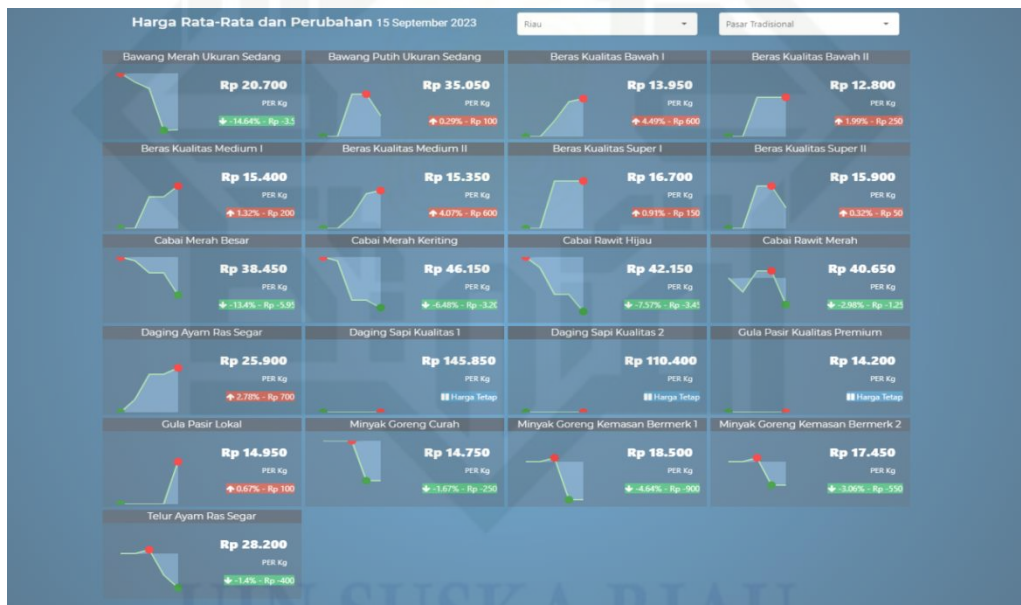 Harga Rata-Rata dan Perubahan 15 September 2023
Riau
Pasar Tradisional
Bawang Merah Ukuran Sedang
Rp 20.700
PER Kg
-14.64% - Rp -3.5
Bawang Putih Ukuran Sedang
Rp 35.050
PER Kg
0.29% - Rp 100
Beras Kualitas Bawah I
Rp 13.950
PER Kg
4.49% - Rp 600
Beras Kualitas Bawah II
Rp 12.800
PER Kg
1.99% - Rp 250
Beras Kualitas Medium I
Rp 15.400
PER Kg
1.32% - Rp 200
Beras Kualitas Medium II
Rp 15.350
PER Kg
4.07% - Rp 600
Beras Kualitas Super I
Rp 16.700
PER Kg
0.91% - Rp 150
Beras Kualitas Super II
Rp 15.900
PER Kg
0.32% - Rp 50
Cabai Merah Besar
Rp 38.450
PER Kg
-13.4% - Rp -5.95
Cabai Merah Keriting
Rp 46.150
PER Kg
-6.48% - Rp -3.20
Cabai Rawit Hijau
Rp 42.150
PER Kg
-7.57% - Rp -3.45
Cabai Rawit Merah
Rp 40.650
PER Kg
-2.98% - Rp -1.25
Daging Ayam Ras Segar
Rp 25.900
PER Kg
2.78% - Rp 700
Daging Sapi Kualitas 1
Rp 145.850
PER Kg
Harga Tetap
Daging Sapi Kualitas 2
Rp 110.400
PER Kg
Harga Tetap
Gula Pasir Kualitas Premium
Rp 14.200
PER Kg
Harga Tetap
Gula Pasir Lokal
Rp 14.950
PER Kg
0.67% - Rp 100
Minyak Goreng Curah
Rp 14.750
PER Kg
-1.67% - Rp -250
Minyak Goreng Kemasan Bermerk 1
Rp 18.500
PER Kg
-4.64% - Rp -900
Minyak Goreng Kemasan Bermerk 2
Rp 17.450
PER Kg
-3.06% - Rp -550
Telur Ayam Ras Segar
Rp 28.200
PER Kg
-1.4% - Rp -400
UIN SUSKA RIAU